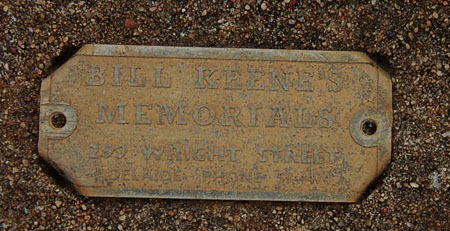 BILL KEENE'S
MEMORIALS
WRIGHT STREET
ADELAIDE PHONE